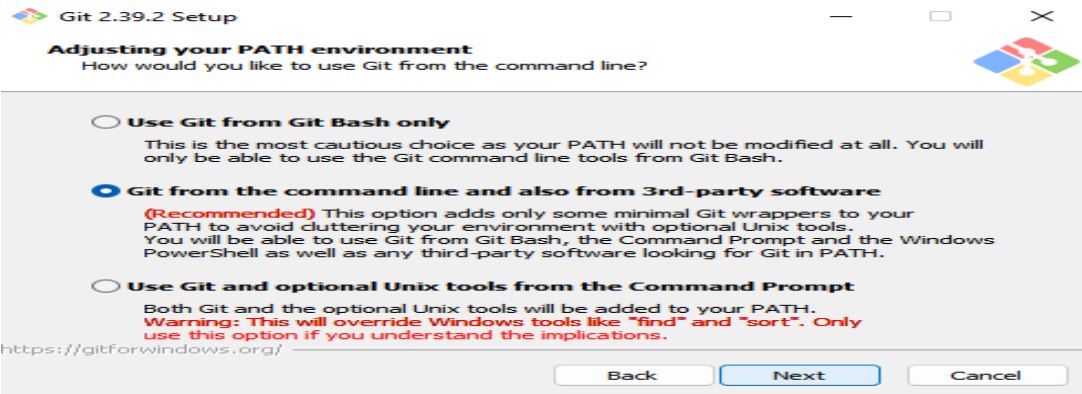 Git 2.39.2 Setup
Adjusting your PATH environment
How would you like to use Git from the command line?
Use Git from Git Bash only
This is the most cautious choice as your PATH will not be modified at all. You will
only be able to use the Git command line tools from Git Bash.
Git from the command line and also from 3rd-party software
(Recommended) This option adds only some minimal Git wrappers to your
PATH to avoid cluttering your environment with optional Unix tools.
You will be able to use Git from Git Bash, the Command Prompt and the Windows
PowerShell as well as any third-party software looking for Git in PATH.
Use Git and optional Unix tools from the Command Prompt
Both Git and the optional Unix tools will be added to your PATH.
Warning: This will override Windows tools like "find" and "sort". Only
use this option if you understand the implications.
https://gitforwindows.org/
Back
Next
Cancel